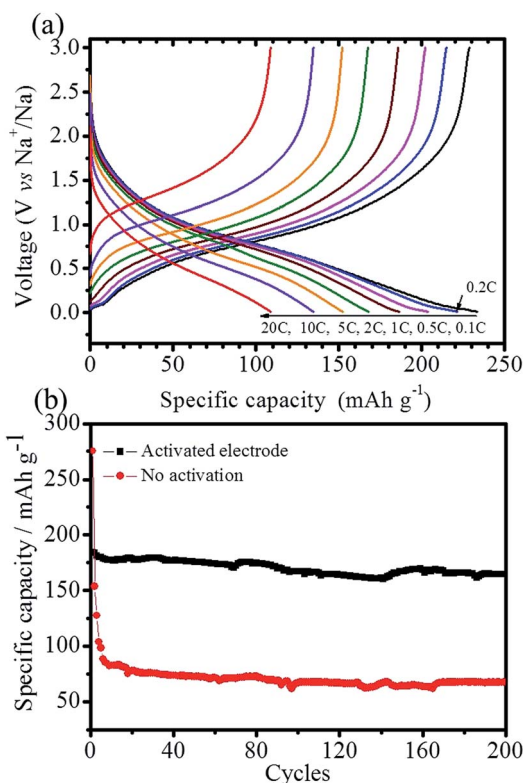 (a)
3.0
2.5
2.0
1.5
1.0
0.5
0.0
Voltage (V vs Na⁺/Na)
0.2C
20C, 10C, 5C, 2C, 1C, 0.5C, 0.1C
0 50 100 150 200 250
Specific capacity (mAh g⁻¹)
(b)
300
250
200
150
100
50
Specific capacity / mAh g⁻¹
Activated electrode
No activation
0 40 80 120 160 200
Cycles